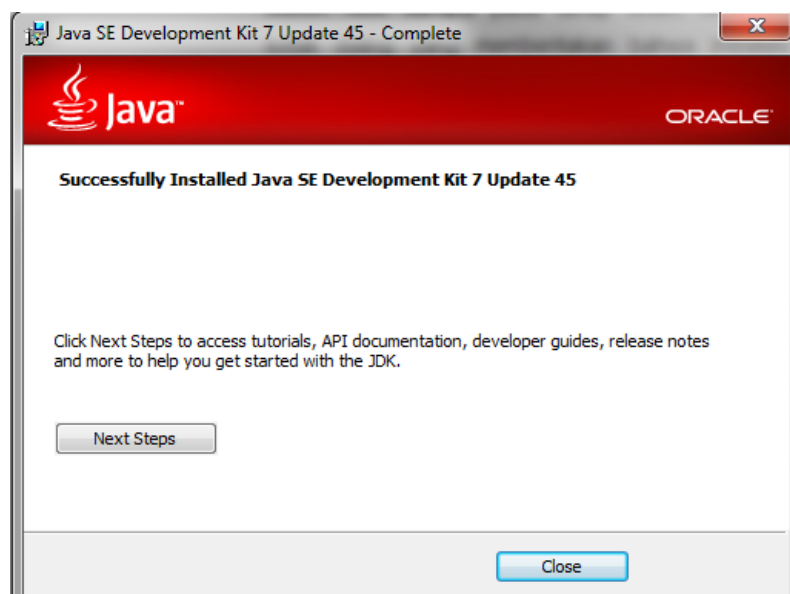 Java SE Development Kit 7 Update 45 - Complete
Java™
ORACLE
Successfully Installed Java SE Development Kit 7 Update 45
Click Next Steps to access tutorials, API documentation, developer guides, release notes
and more to help you get started with the JDK.
Next Steps
Close